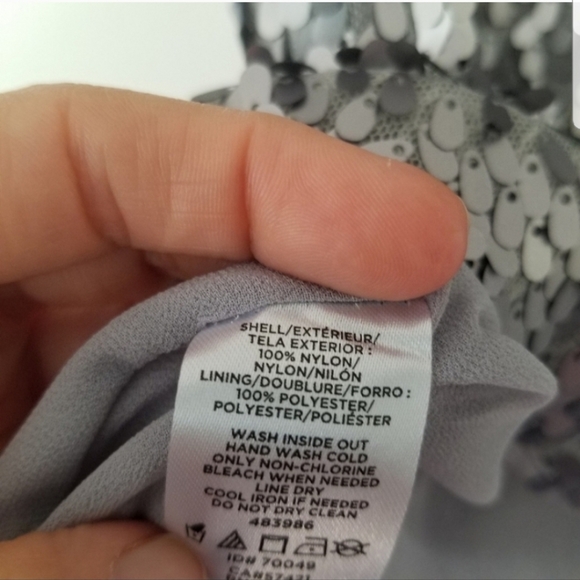 SHELL/EXTÉRIEUR/
TELA EXTERIOR :
100% NYLON/
NYLON/NILÓN
LINING/DOUBLURE/FORRO :
100% POLYESTER/
POLYESTER/POLIÉSTER
WASH INSIDE OUT
HAND WASH COLD
ONLY NON-CHLORINE
BLEACH WHEN NEEDED
LINE DRY
COOL IRON IF NEEDED
DO NOT DRY CLEAN
483986
ID# 70049
CA#57431